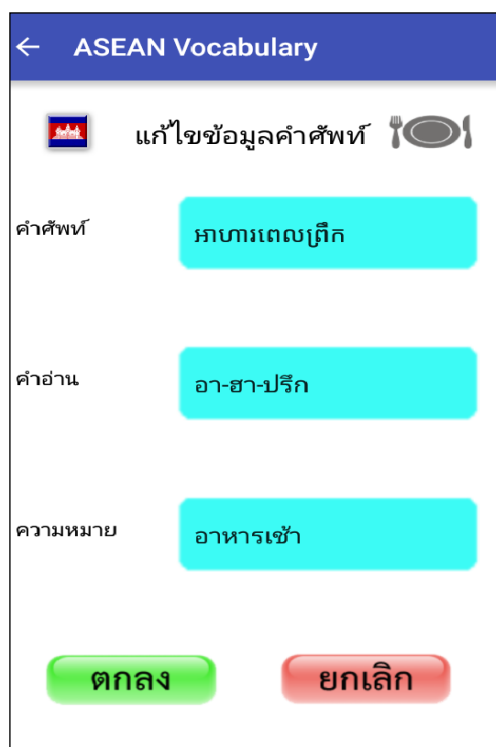 ASEAN Vocabulary
แก้ไขข้อมูลคำศัพท์
คำศัพท์
អាហារពេលព្រឹក
คำอ่าน
อา-ฮา-ปรึก
ความหมาย
อาหารเช้า
ตกลง
ยกเลิก